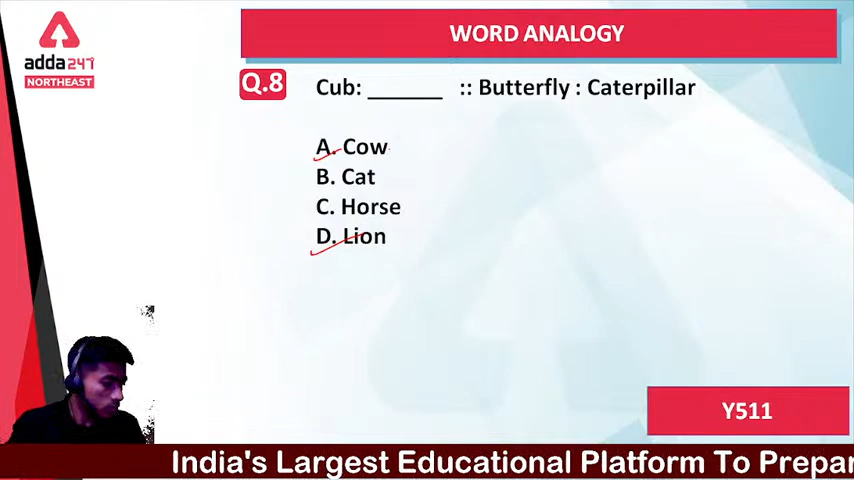 WORD ANALOGY
adda247
NORTHEAST
Q.8 Cub: ______ :: Butterfly : Caterpillar
A. Cow
B. Cat
C. Horse
D. Lion
Y511
India's Largest Educational Platform To Prepar